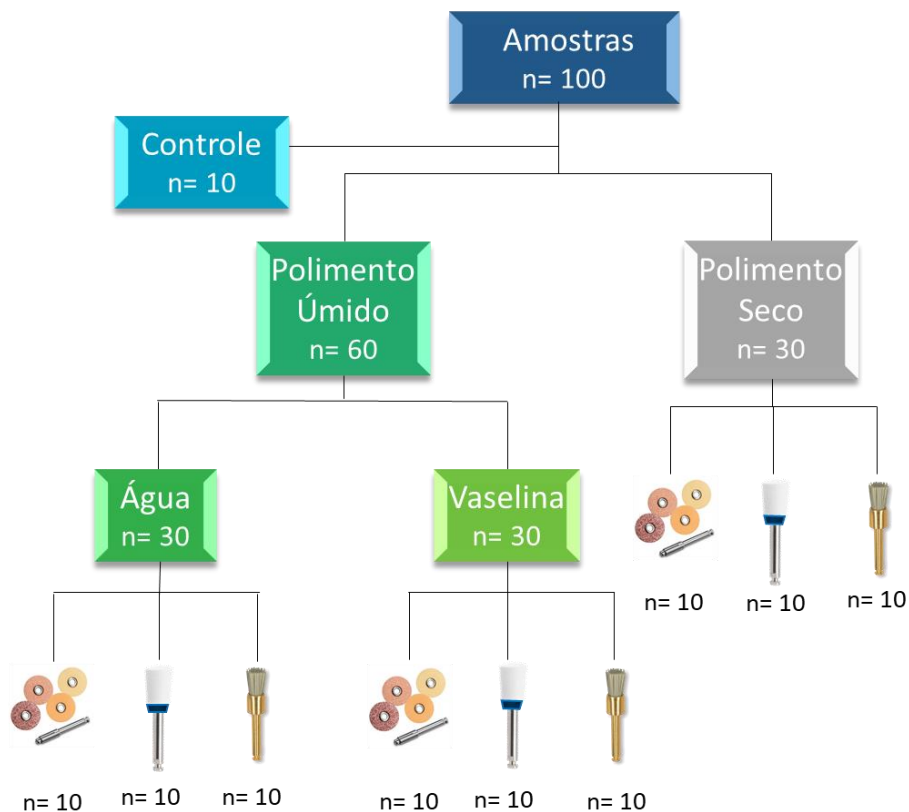 Amostras
n= 100
Controle
n= 10
Polimento
Úmido
n= 60
Polimento
Seco
n= 30
Água
n= 30
Vaselina
n= 30
n= 10
n= 10
n= 10
n= 10
n= 10
n= 10
n= 10
n= 10
n= 10